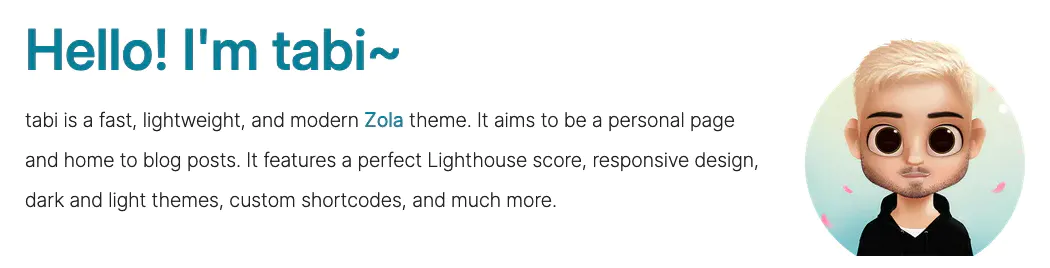 Hello! I'm tabi~
tabi is a fast, lightweight, and modern Zola theme. It aims to be a personal page
and home to blog posts. It features a perfect Lighthouse score, responsive design,
dark and light themes, custom shortcodes, and much more.